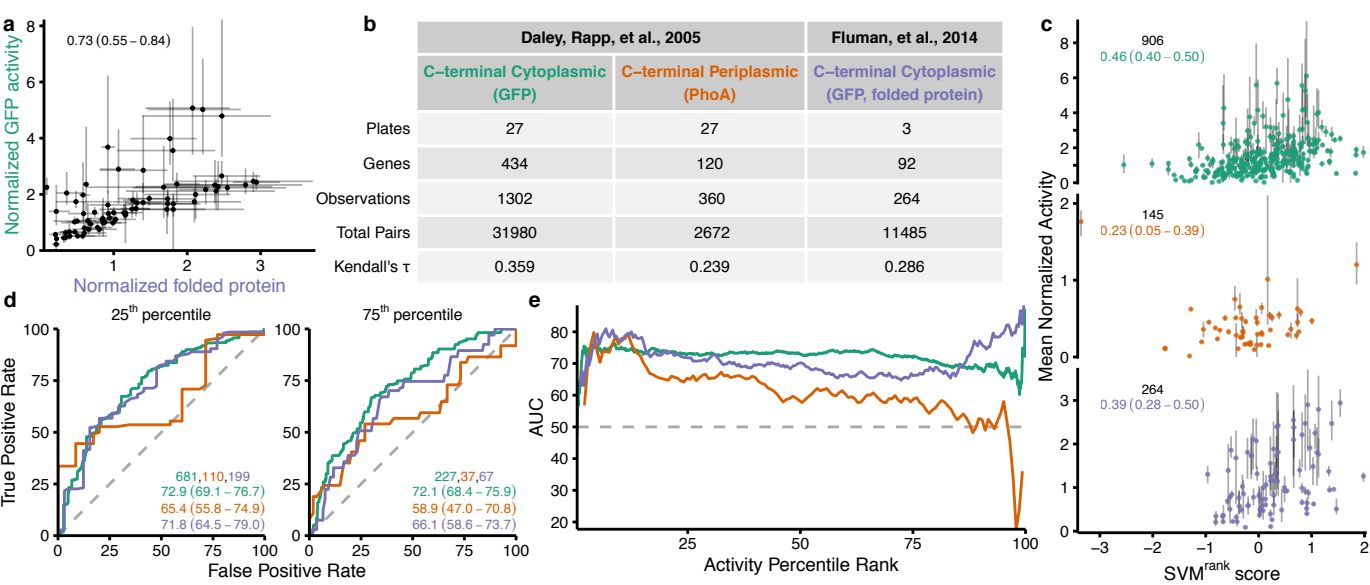 a
Normalized GFP activity
0.73 (0.55 – 0.84)
8
6
4
2
0
1
2
3
Normalized folded protein
b
Daley, Rapp, et al., 2005
Fluman, et al., 2014
C–terminal Cytoplasmic (GFP)
C–terminal Periplasmic (PhoA)
C–terminal Cytoplasmic (GFP, folded protein)
Plates 27 27 3
Genes 434 120 92
Observations 1302 360 264
Total Pairs 31980 2672 11485
Kendall's τ 0.359 0.239 0.286
c
Mean Normalized Activity
906
0.46 (0.40 – 0.50)
8
6
4
2
0
145
0.23 (0.05 – 0.39)
2
1
0
264
0.39 (0.28 – 0.50)
3
2
1
0
−3 −2 −1 0 1 2
SVMrank score
d
25th percentile
75th percentile
True Positive Rate
100
75
50
25
0
681,110,199
72.9 (69.1 – 76.7)
65.4 (55.8 – 74.9)
71.8 (64.5 – 79.0)
0 25 50 75 100
100
75
50
25
0
227,37,67
72.1 (68.4 – 75.9)
58.9 (47.0 – 70.8)
66.1 (58.6 – 73.7)
0 25 50 75 100
False Positive Rate
e
AUC
80
70
60
50
40
30
20
25 50 75 100
Activity Percentile Rank